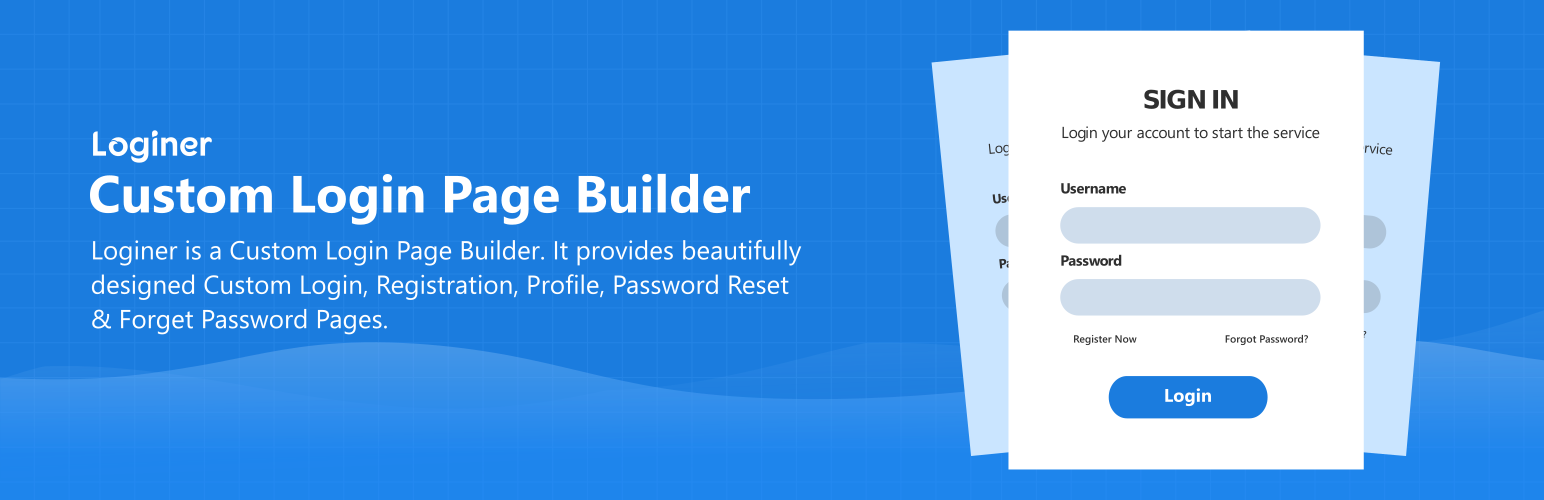 Loginer
Custom Login Page Builder
Loginer is a Custom Login Page Builder. It provides beautifully
designed Custom Login, Registration, Profile, Password Reset
& Forget Password Pages.
SIGN IN
Login your account to start the service
Username
Password
Register Now Forgot Password?
Login